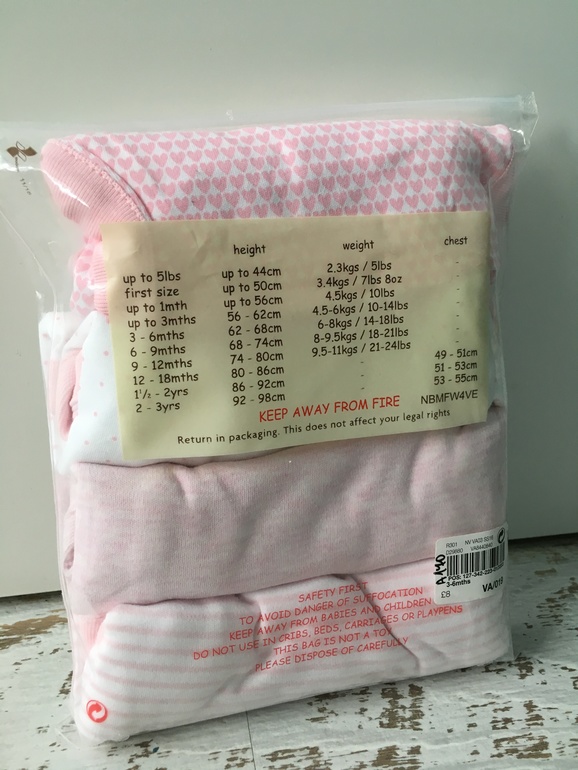 height weight chest
up to 5lbs up to 44cm 2.3kgs / 5lbs -
first size up to 50cm 3.4kgs / 7lbs 8oz -
up to 1mth up to 56cm 4.5kgs / 10lbs -
up to 3mths 56 - 62cm 4.5-6kgs / 10-14lbs -
3 - 6mths 62 - 68cm 6-8kgs / 14-18lbs -
6 - 9mths 68 - 74cm 8-9.5kgs / 18-21lbs -
9 - 12mths 74 - 80cm 9.5-11kgs / 21-24lbs -
12 - 18mths 80 - 86cm - 49 - 51cm
1 1/2 - 2yrs 86 - 92cm - 51 - 53cm
2 - 3yrs 92 - 98cm - 53 - 55cm
KEEP AWAY FROM FIRE NBMFW4VE
Return in packaging. This does not affect your legal rights
R301
A140
3-6mths
£8 VA/019
SAFETY FIRST
TO AVOID DANGER OF SUFFOCATION
KEEP AWAY FROM BABIES AND CHILDREN
DO NOT USE IN CRIBS, BEDS, CARRIAGES OR PLAYPENS
THIS BAG IS NOT A TOY
PLEASE DISPOSE OF CAREFULLY